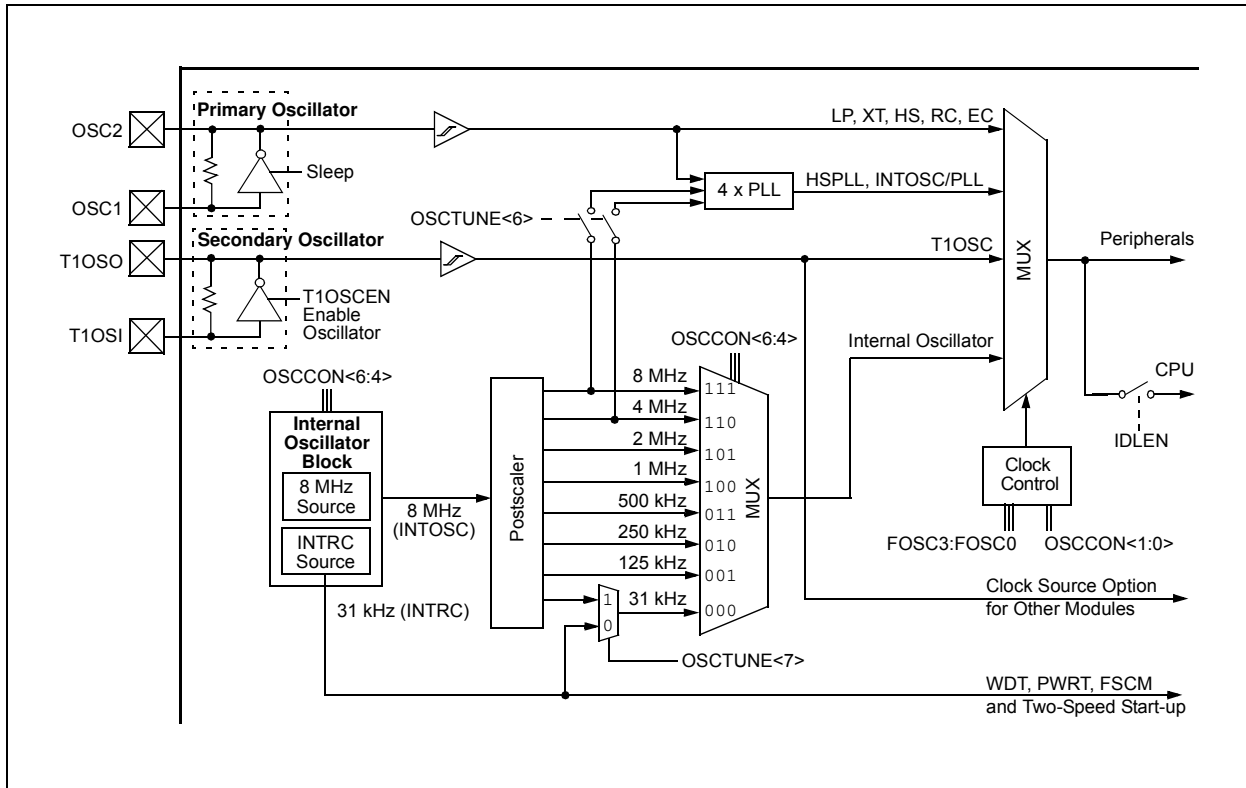 Primary Oscillator
OSC2
OSC1
Sleep
LP, XT, HS, RC, EC
4 x PLL
HSPLL, INTOSC/PLL
OSCTUNE<6>
Secondary Oscillator
T1OSO
T1OSI
T1OSCEN
Enable
Oscillator
T1OSC
MUX
Peripherals
Internal Oscillator
CPU
IDLEN
Clock
Control
FOSC3:FOSC0
OSCCON<1:0>
OSCCON<6:4>
Internal
Oscillator
Block
8 MHz
Source
INTRC
Source
8 MHz
(INTOSC)
31 kHz (INTRC)
Postscaler
OSCCON<6:4>
8 MHz
111
4 MHz
110
2 MHz
101
1 MHz
100
500 kHz
011
250 kHz
010
125 kHz
001
1
0
31 kHz
000
MUX
OSCTUNE<7>
Clock Source Option
for Other Modules
WDT, PWRT, FSCM
and Two-Speed Start-up